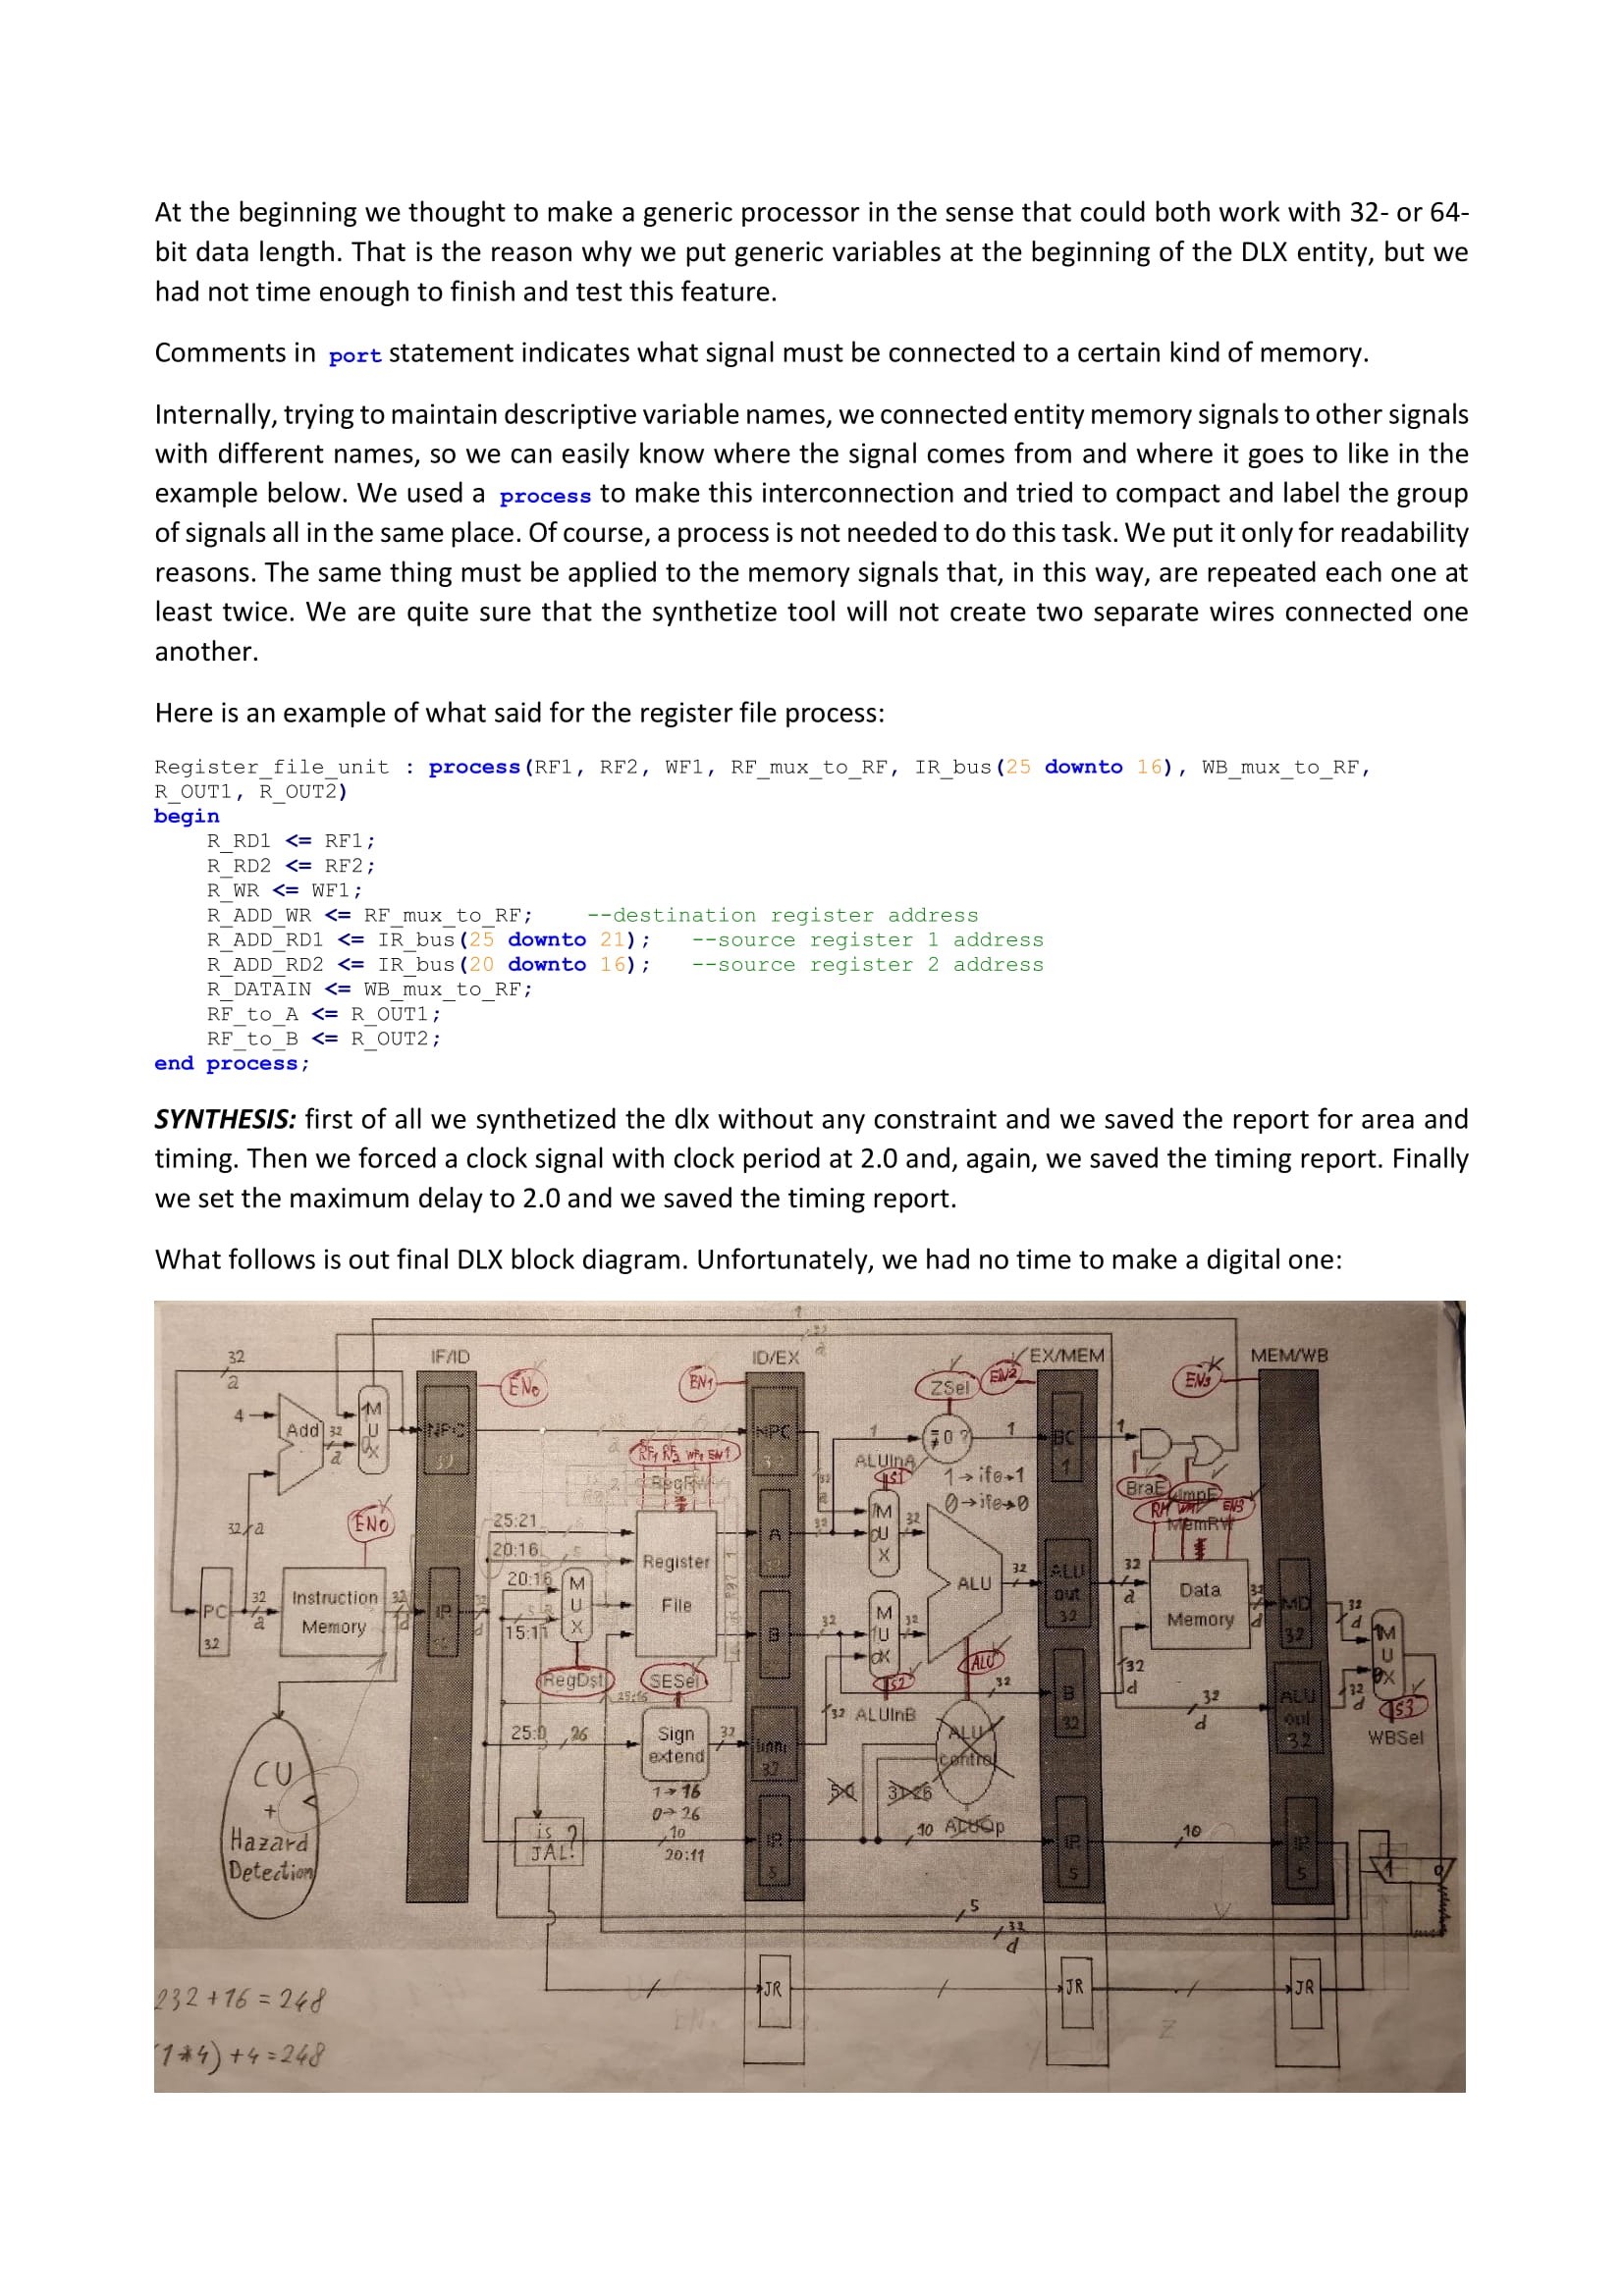 At the beginning we thought to make a generic processor in the sense that could both work with 32- or 64-
bit data length. That is the reason why we put generic variables at the beginning of the DLX entity, but we
had not time enough to finish and test this feature.
Comments in port statement indicates what signal must be connected to a certain kind of memory.
Internally, trying to maintain descriptive variable names, we connected entity memory signals to other signals
with different names, so we can easily know where the signal comes from and where it goes to like in the
example below. We used a process to make this interconnection and tried to compact and label the group
of signals all in the same place. Of course, a process is not needed to do this task. We put it only for readability
reasons. The same thing must be applied to the memory signals that, in this way, are repeated each one at
least twice. We are quite sure that the synthetize tool will not create two separate wires connected one
another.
Here is an example of what said for the register file process:
Register_file_unit : process(RF1, RF2, WF1, RF_mux_to_RF, IR_bus(25 downto 16), WB_mux_to_RF,
R_OUT1, R_OUT2)
begin
R_RD1 <= RF1;
R_RD2 <= RF2;
R_WR <= WF1;
R_ADD_WR <= RF_mux_to_RF; --destination register address
R_ADD_RD1 <= IR_bus(25 downto 21); --source register 1 address
R_ADD_RD2 <= IR_bus(20 downto 16); --source register 2 address
R_DATAIN <= WB_mux_to_RF;
RF_to_A <= R_OUT1;
RF_to_B <= R_OUT2;
end process;
SYNTHESIS: first of all we synthetized the dlx without any constraint and we saved the report for area and
timing. Then we forced a clock signal with clock period at 2.0 and, again, we saved the timing report. Finally
we set the maximum delay to 2.0 and we saved the timing report.
What follows is out final DLX block diagram. Unfortunately, we had no time to make a digital one:
32
a
IF/ID
ID/EX
EX/MEM
MEM/WB
EN0
EN1
ZSel
EN2
EN3
4
Add
32
a
1M
U
0X
NPC
32
NPC
32
=0?
1
1
BC
1
1
RF1 RF2 WF1 EN1
RegRW
ALUInA
S1
1→if=0→1
0→if≠0→0
BraE
JmpE
RM WM EN3
MemRW
32
a
EN0
25:21
20:16
20:16
15:11
M
U
X
Register
File
A
B
1M
0U
X
32
M
1U
0X
32
ALU
32
ALU
out
32
32
a
Data
Memory
32
d
MD
32
32
d
1M
U
0X
PC
32
32
a
Instruction
Memory
32
d
IR
32
d
RegDst
SESel
S2
ALU
32
B
32
32
d
32
d
ALU
out
32
32
d
S3
WBSel
25:0
26
Sign
extend
32
Imm
32
32
ALUInB
ALU
control
1→16
0→26
5:0
31:26
CU
+
Hazard
Detection
is
JAL?
10
20:11
IR
5
10
ALUOp
IR
5
10
IR
5
1
0
5
32
d
JR
JR
JR
232+16=248
1*4)+4=248